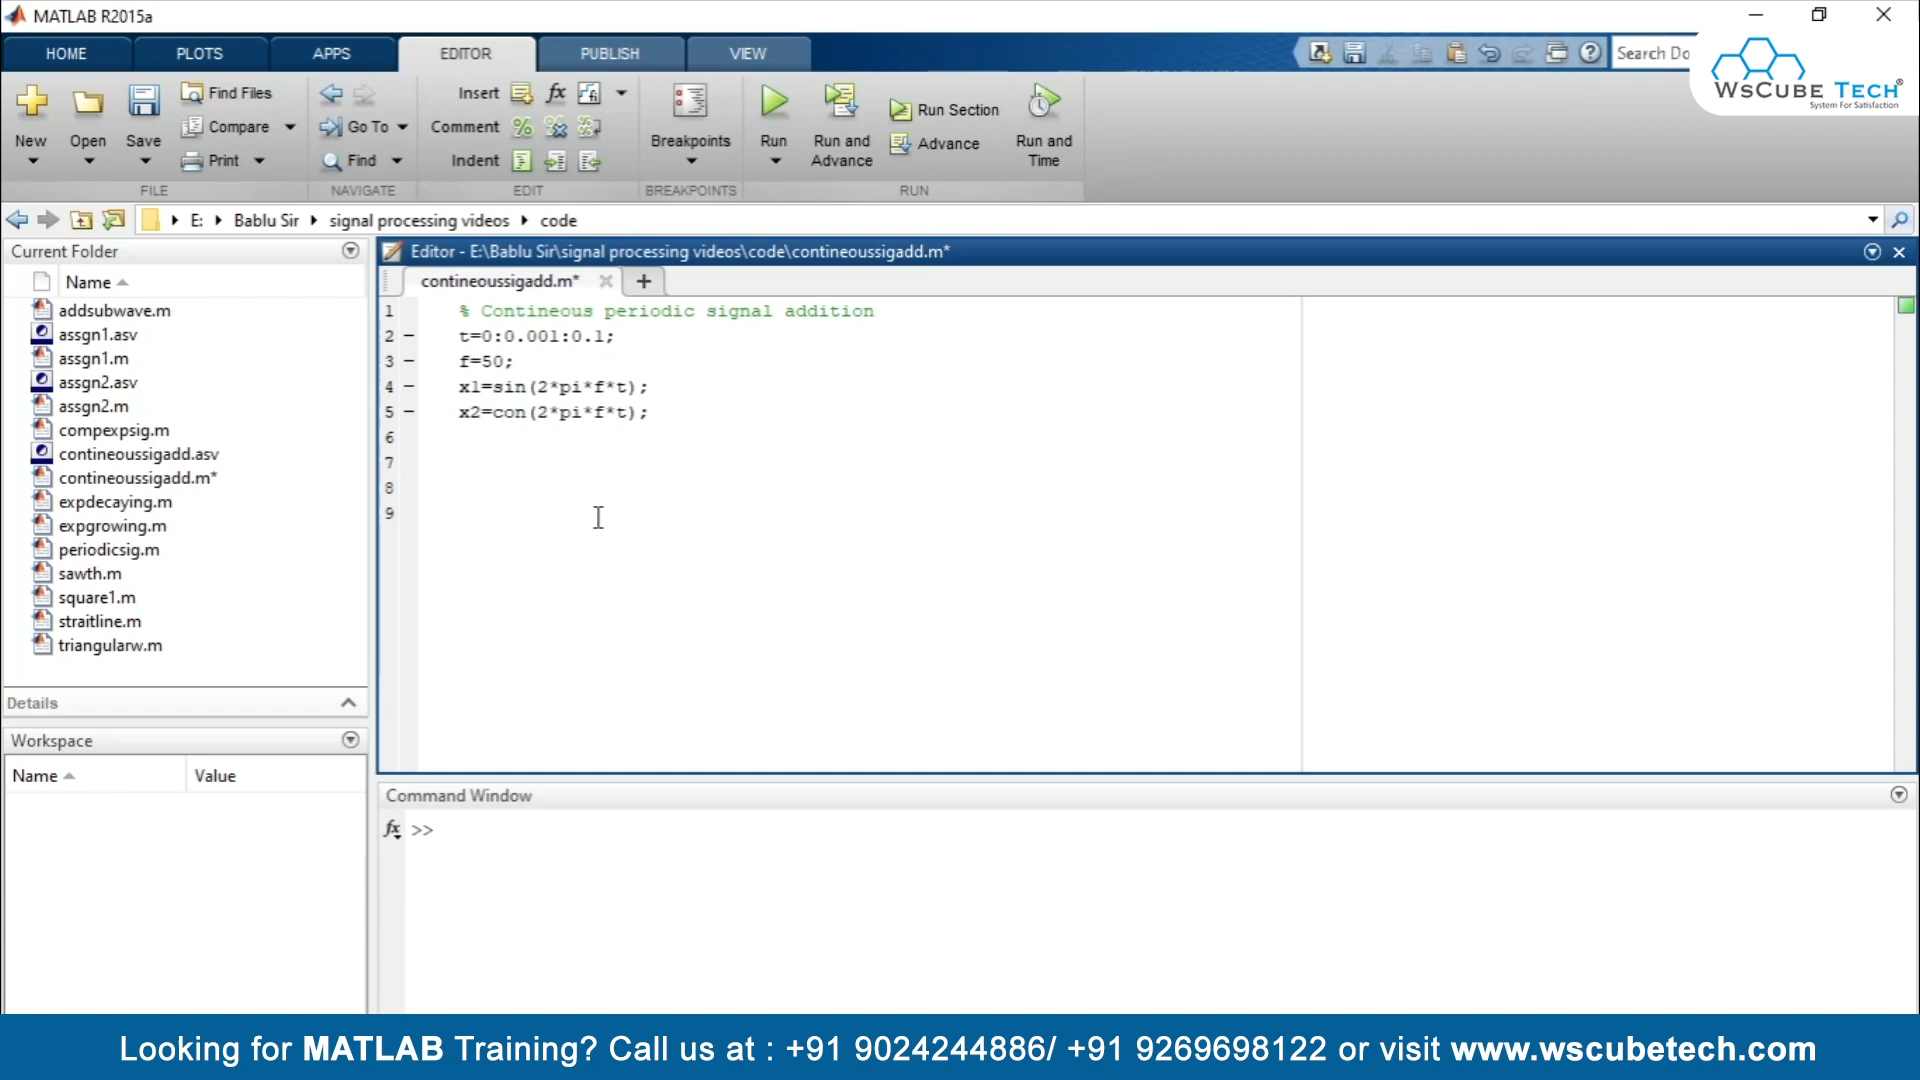 MATLAB R2015a
HOME
PLOTS
APPS
EDITOR
PUBLISH
VIEW
Search Do
WsCube Tech®
System For Satisfaction
New
Open
Save
Find Files
Compare
Print
FILE
Go To
Find
NAVIGATE
Insert
fx
Comment
Indent
EDIT
Breakpoints
BREAKPOINTS
Run
Run and Advance
Run Section
Advance
Run and Time
RUN
E: Bablu Sir signal processing videos code
Current Folder
Name
addsubwave.m
assgn1.asv
assgn1.m
assgn2.asv
assgn2.m
compexpsig.m
contineoussigadd.asv
contineoussigadd.m*
expdecaying.m
expgrowing.m
periodicsig.m
sawth.m
square1.m
straitline.m
triangularw.m
Details
Workspace
Name Value
Editor - E:\Bablu Sir\signal processing videos\code\contineoussigadd.m*
contineoussigadd.m*
1 % Contineous periodic signal addition
2 – t=0:0.001:0.1;
3 – f=50;
4 – x1=sin(2*pi*f*t);
5 – x2=con(2*pi*f*t);
6
7
8
9
Command Window
fx >>
Looking for MATLAB Training? Call us at : +91 9024244886/ +91 9269698122 or visit www.wscubetech.com